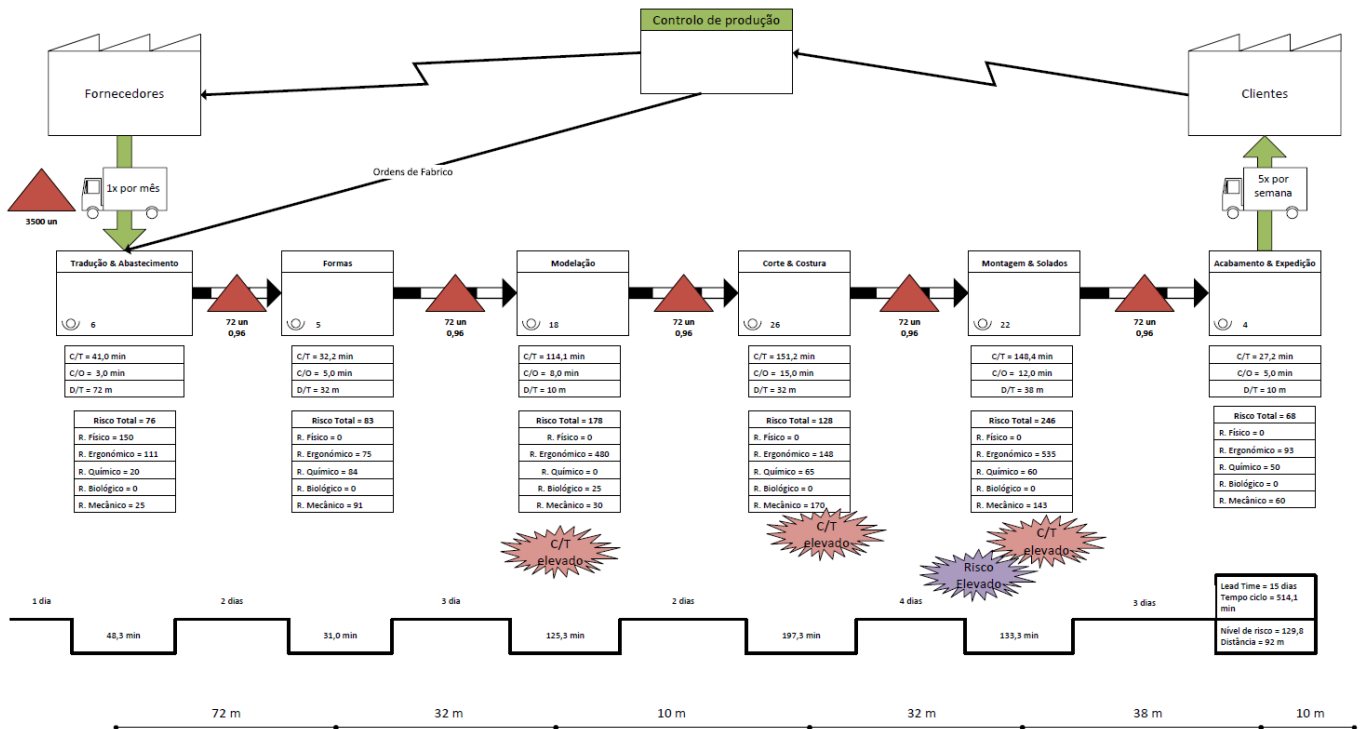 Controlo de produção
Fornecedores
Clientes
Ordens de Fabrico
1x por mês
3500 un
5x por
semana
Tradução & Abastecimento
6
72 un
0,96
Formas
5
72 un
0,96
Modelação
18
72 un
0,96
Corte & Costura
26
72 un
0,96
Montagem & Solados
22
72 un
0,96
Acabamento & Expedição
4
C/T = 41,0 min
C/O = 3,0 min
D/T = 72 m
C/T = 32,2 min
C/O = 5,0 min
D/T = 32 m
C/T = 114,1 min
C/O = 8,0 min
D/T = 10 m
C/T = 151,2 min
C/O = 15,0 min
D/T = 32 m
C/T = 148,4 min
C/O = 12,0 min
D/T = 38 m
C/T = 27,2 min
C/O = 5,0 min
D/T = 10 m
Risco Total = 76
R. Físico = 150
R. Ergonómico = 111
R. Químico = 20
R. Biológico = 0
R. Mecânico = 25
Risco Total = 83
R. Físico = 0
R. Ergonómico = 75
R. Químico = 84
R. Biológico = 0
R. Mecânico = 91
Risco Total = 178
R. Físico = 0
R. Ergonómico = 480
R. Químico = 0
R. Biológico = 25
R. Mecânico = 30
Risco Total = 128
R. Físico = 0
R. Ergonómico = 148
R. Químico = 65
R. Biológico = 0
R. Mecânico = 170
Risco Total = 246
R. Físico = 0
R. Ergonómico = 535
R. Químico = 60
R. Biológico = 0
R. Mecânico = 143
Risco Total = 68
R. Físico = 0
R. Ergonómico = 93
R. Químico = 50
R. Biológico = 0
R. Mecânico = 60
C/T
elevado
C/T
elevado
C/T
elevado
Risco
Elevado
1 dia
2 dias
3 dia
2 dias
4 dias
3 dias
48,3 min
31,0 min
125,3 min
197,3 min
133,3 min
Lead Time = 15 dias
Tempo ciclo = 514,1
min
Nível de risco = 129,8
Distância = 92 m
72 m
32 m
10 m
32 m
38 m
10 m